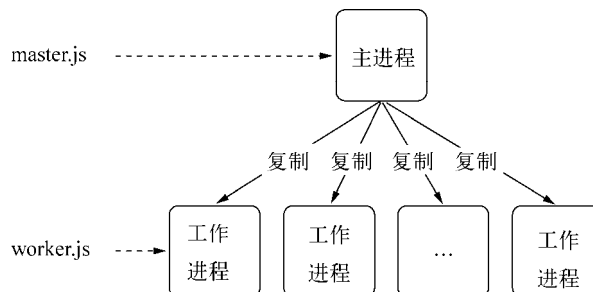 master.js
主进程
复制 复制 复制 复制
worker.js
工作
进程
工作
进程
…
工作
进程